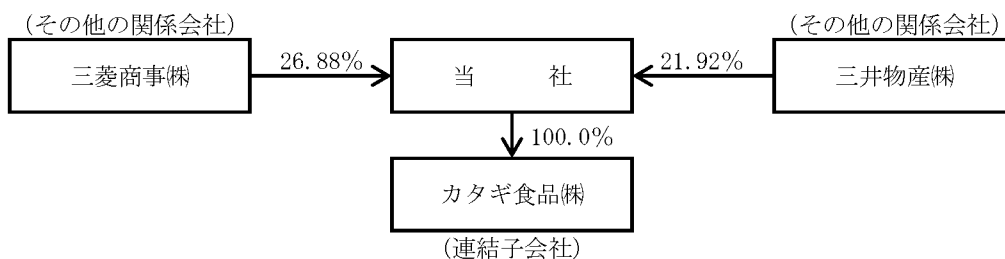 (その他の関係会社)
(その他の関係会社)
三菱商事㈱
26.88%
当　　社
21.92%
三井物産㈱
100.0%
カタギ食品㈱
(連結子会社)